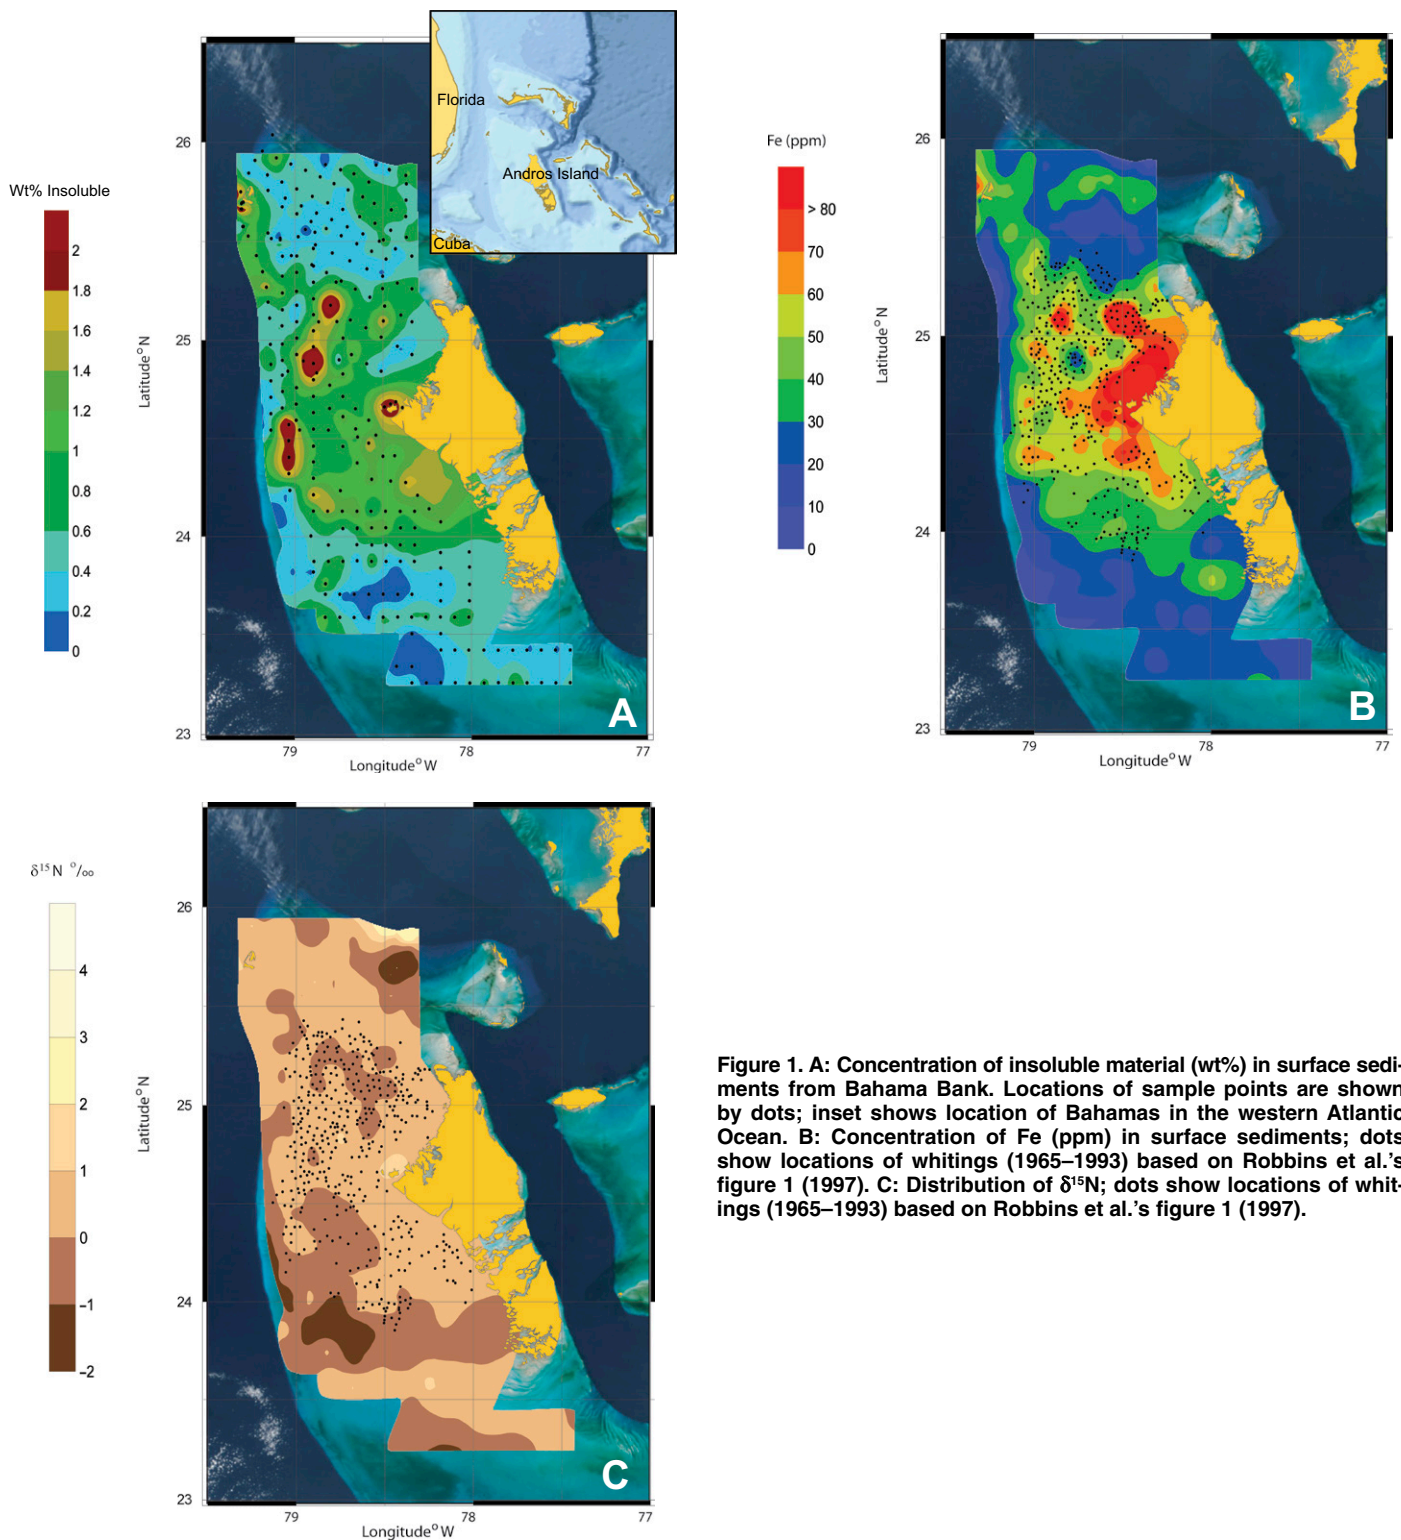 Florida
Andros Island
Cuba
Wt% Insoluble
2
1.8
1.6
1.4
1.2
1
0.8
0.6
0.4
0.2
0
26
25
24
23
Latitude° N
79
78
77
Longitude° W
A
Fe (ppm)
> 80
70
60
50
40
30
20
10
0
26
25
24
23
Latitude° N
79
78
77
Longitude° W
B
δ¹⁵N °/oo
4
3
2
1
0
–1
–2
26
25
24
23
Latitude° N
79
78
77
Longitude° W
C
Figure 1. A: Concentration of insoluble material (wt%) in surface sedi-
ments from Bahama Bank. Locations of sample points are shown
by dots; inset shows location of Bahamas in the western Atlantic
Ocean. B: Concentration of Fe (ppm) in surface sediments; dots
show locations of whitings (1965–1993) based on Robbins et al.'s
figure 1 (1997). C: Distribution of δ¹⁵N; dots show locations of whit-
ings (1965–1993) based on Robbins et al.'s figure 1 (1997).